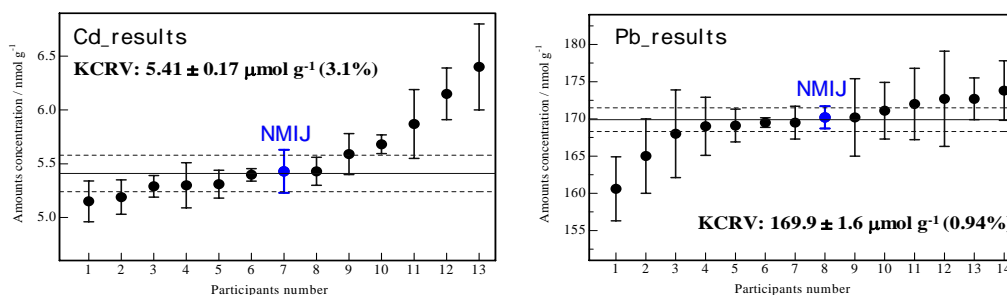 Cd_results
KCRV: 5.41 ± 0.17 μmol g⁻¹ (3.1%)
NMIJ
Amounts concentration / nmol g⁻¹
6.5
6.0
5.5
5.0
1 2 3 4 5 6 7 8 9 10 11 12 13
Participants number
Pb_results
NMIJ
KCRV: 169.9 ± 1.6 μmol g⁻¹ (0.94%)
Amounts concentration / nmol g⁻¹
180
175
170
165
160
155
1 2 3 4 5 6 7 8 9 10 11 12 13 14
Participants number